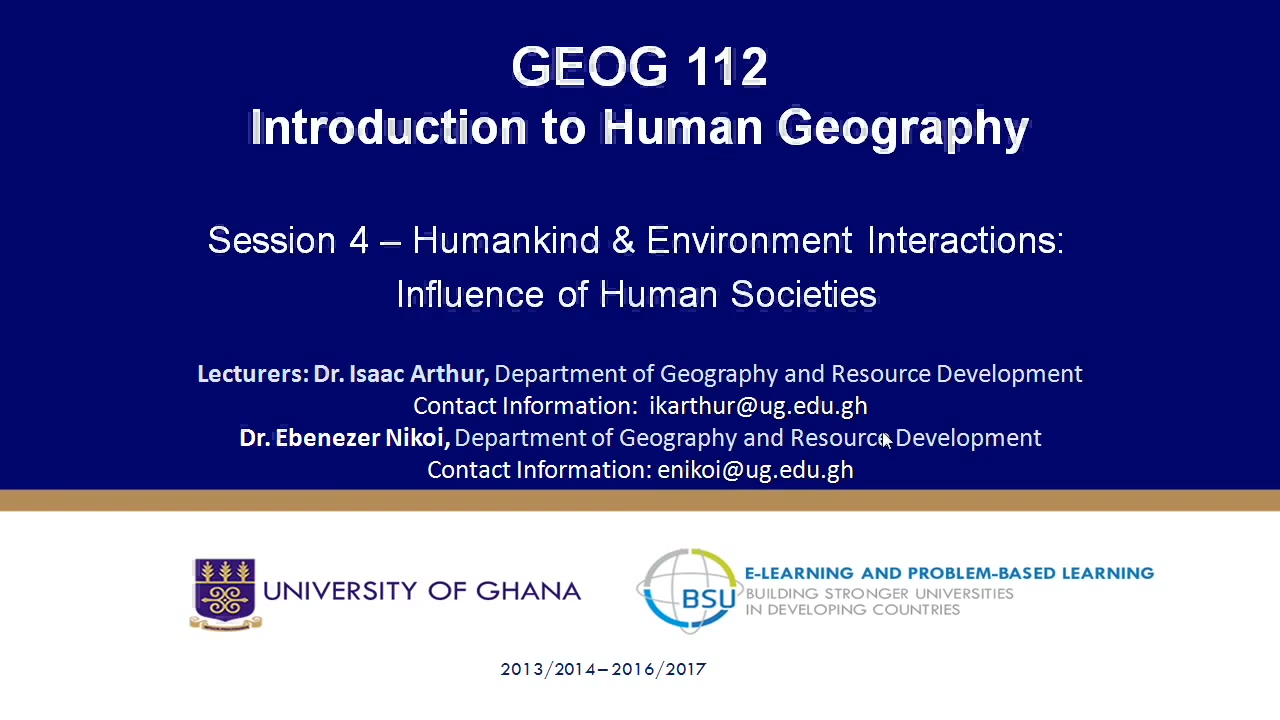 GEOG 112
Introduction to Human Geography
Session 4 – Humankind & Environment Interactions:
Influence of Human Societies
Lecturers: Dr. Isaac Arthur, Department of Geography and Resource Development
Contact Information:  ikarthur@ug.edu.gh
Dr. Ebenezer Nikoi, Department of Geography and Resource Development
Contact Information: enikoi@ug.edu.gh
UNIVERSITY OF GHANA
BSU
E-LEARNING AND PROBLEM-BASED LEARNING
BUILDING STRONGER UNIVERSITIES
IN DEVELOPING COUNTRIES
2013/2014 – 2016/2017